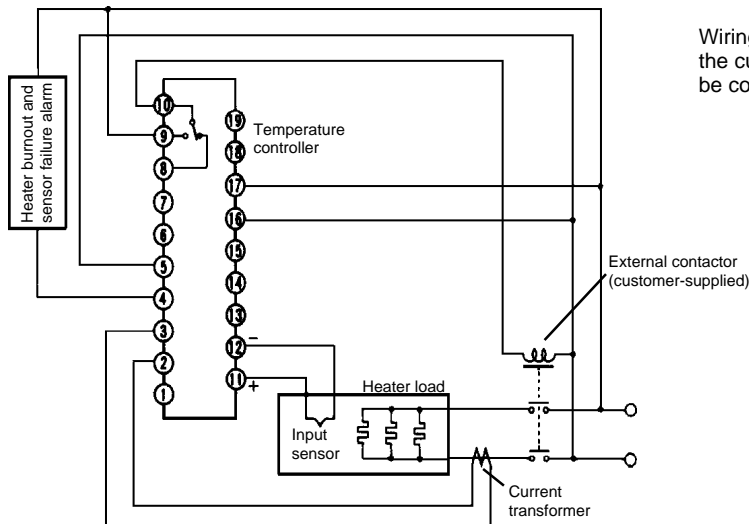 Wiring
the cu
be co
Heater burnout and
sensor failure alarm
Temperature
controller
10
9
8
7
6
5
4
3
2
1
19
18
17
16
15
14
13
12
11
−
+
External contactor
(customer-supplied)
Heater load
Input
sensor
Current
transformer